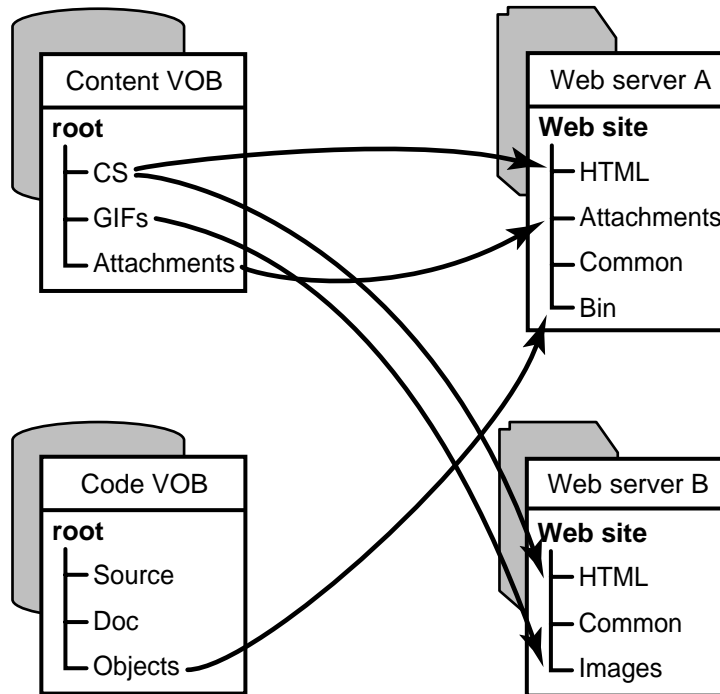 Content VOB
root
CS
GIFs
Attachments
Web server A
Web site
HTML
Attachments
Common
Bin
Code VOB
root
Source
Doc
Objects
Web server B
Web site
HTML
Common
Images